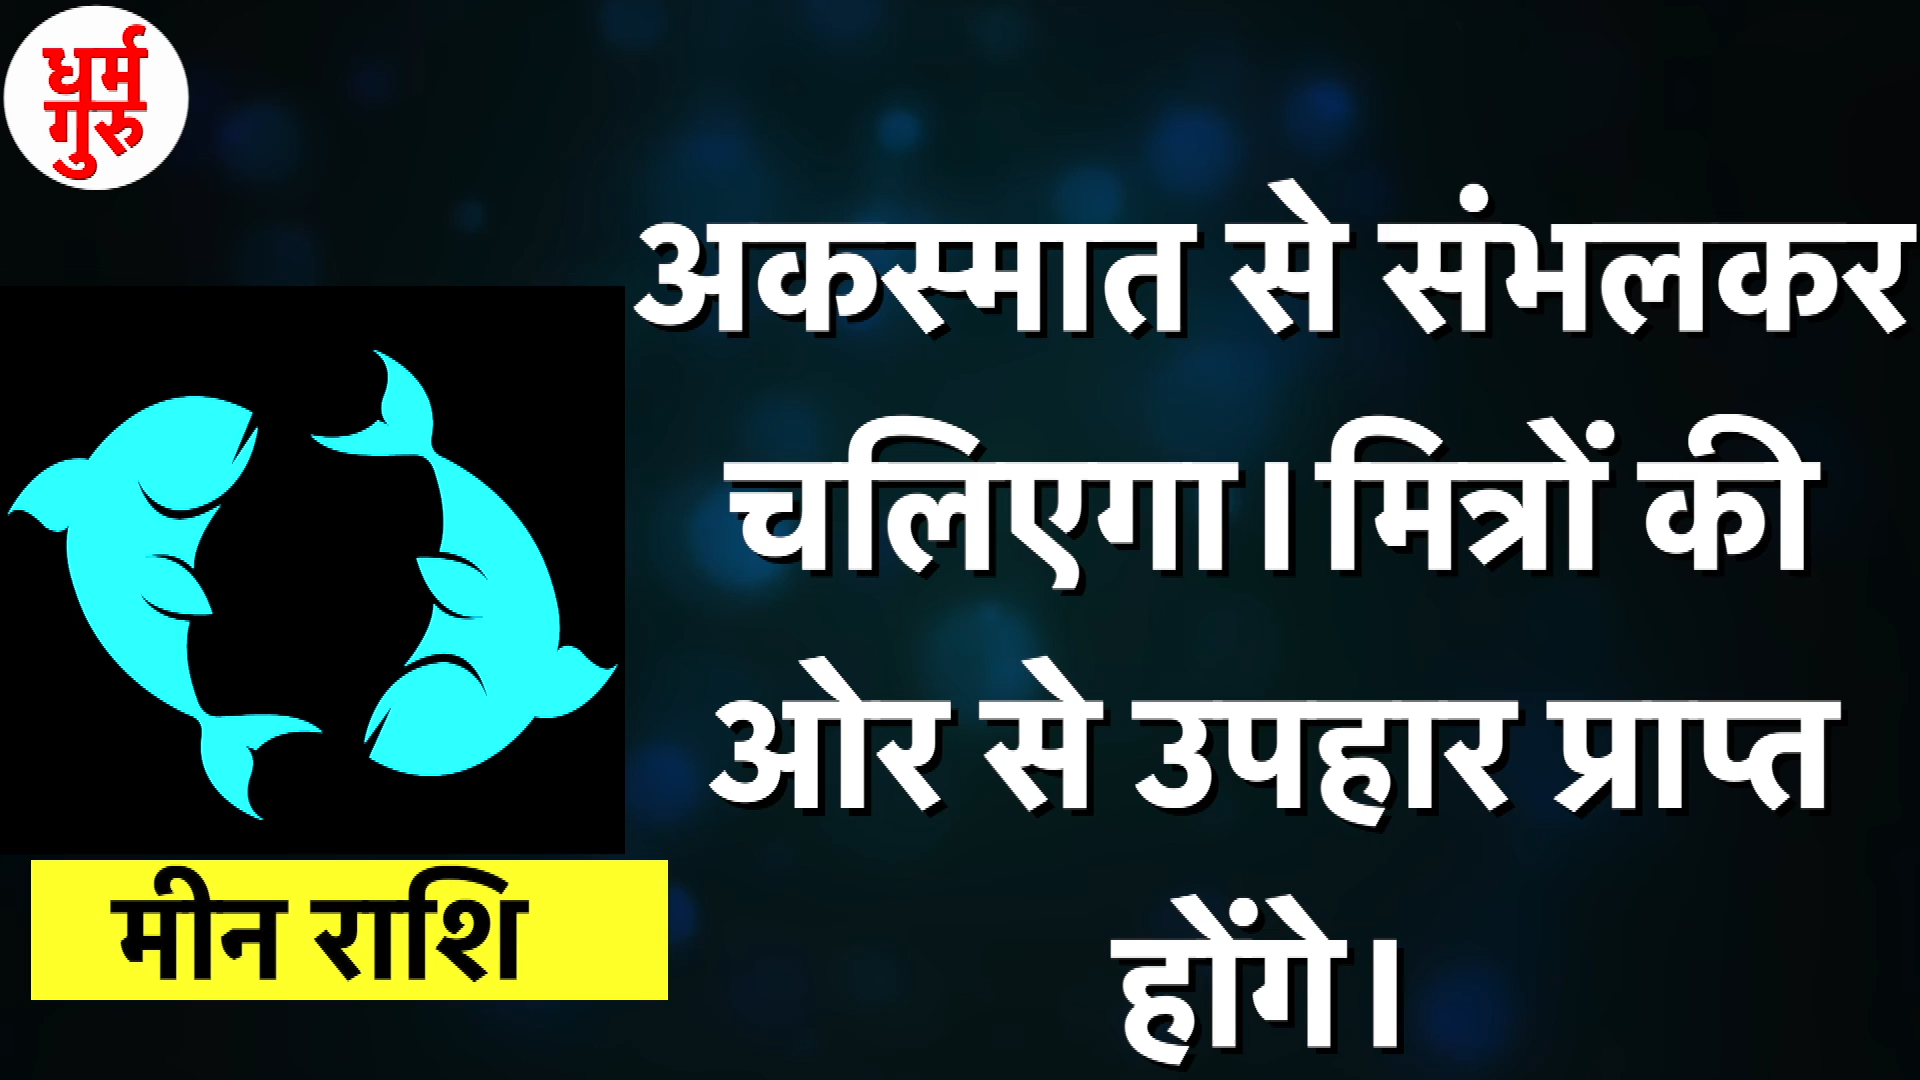 धर्म
गुरु
अकस्मात से संभलकर
चलिएगा। मित्रों की
ओर से उपहार प्राप्त
होंगे।
मीन राशि